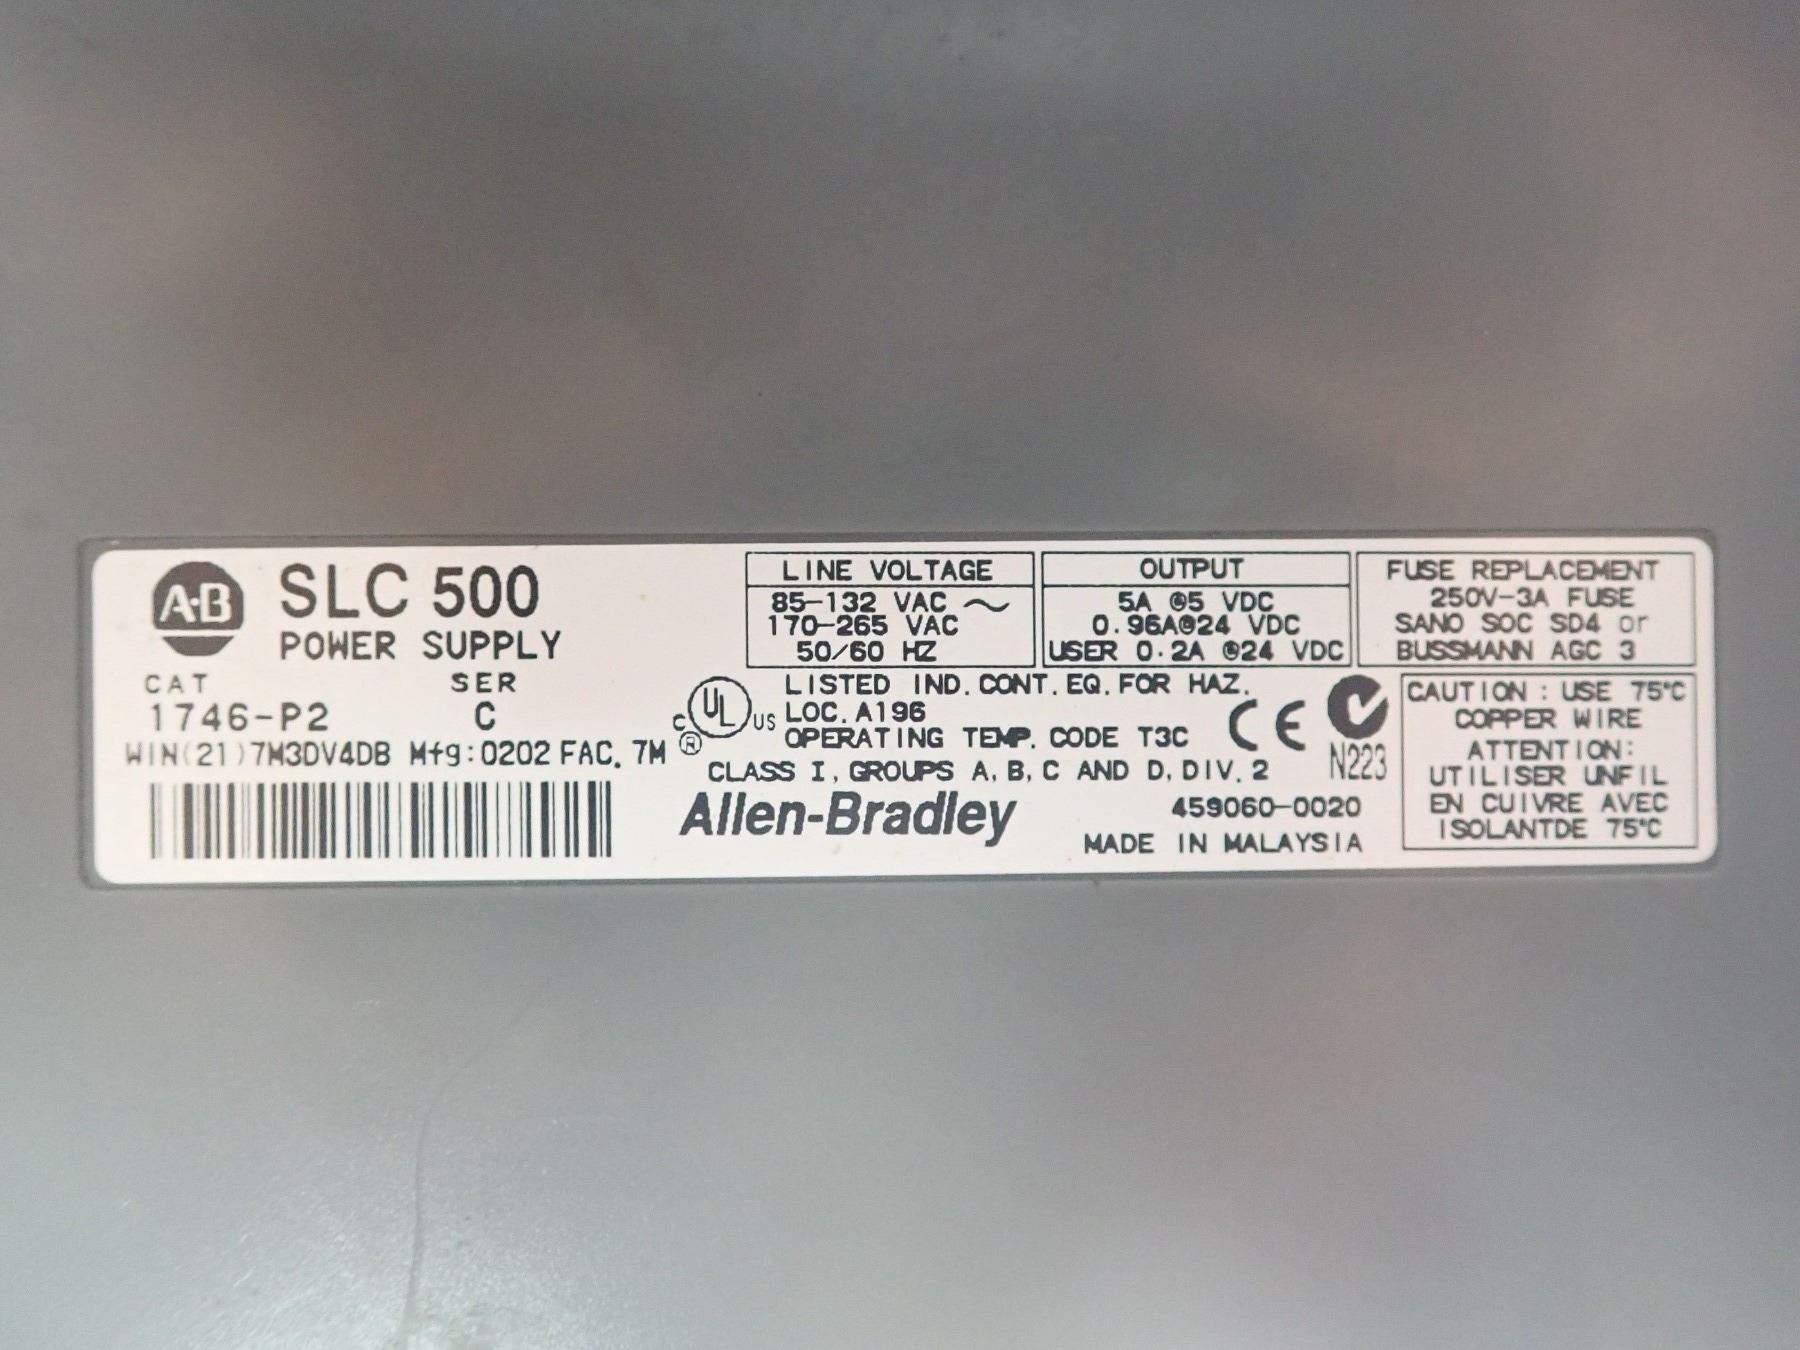 A-B
SLC 500
POWER SUPPLY
CAT SER
1746-P2 C
WIN(21)7M3DV4DB Mfg:0202 FAC. 7M
LINE VOLTAGE
85-132 VAC ~
170-265 VAC
50/60 HZ
OUTPUT
5A @5 VDC
0.96A@24 VDC
USER 0.2A @24 VDC
FUSE REPLACEMENT
250V-3A FUSE
SANO SOC SD4 or
BUSSMANN AGC 3
C UL US ®
LISTED IND. CONT. EQ. FOR HAZ.
LOC. A196
OPERATING TEMP. CODE T3C
CLASS I, GROUPS A, B, C AND D, DIV. 2
CE
N223
Allen-Bradley
459060-0020
MADE IN MALAYSIA
CAUTION : USE 75°C
COPPER WIRE
ATTENTION:
UTILISER UNFIL
EN CUIVRE AVEC
ISOLANTDE 75°C